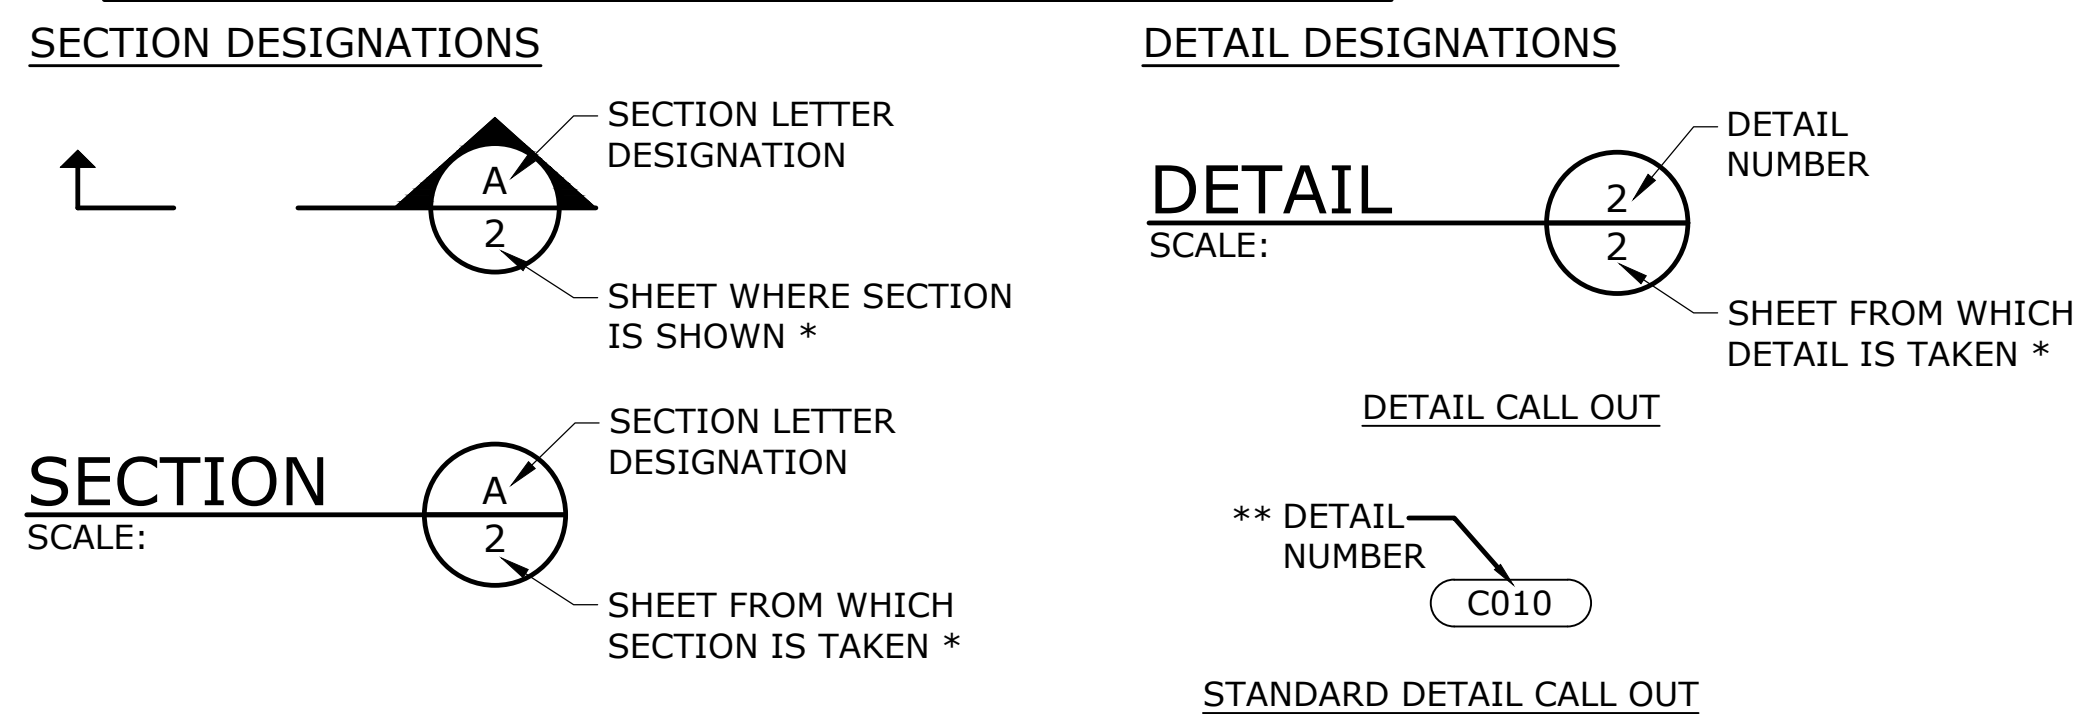 SECTION DESIGNATIONS
SECTION LETTER
DESIGNATION
A
2
SHEET WHERE SECTION
IS SHOWN *
SECTION LETTER
DESIGNATION
SECTION
A
SCALE:
2
SHEET FROM WHICH
SECTION IS TAKEN *
DETAIL DESIGNATIONS
DETAIL
NUMBER
DETAIL
2
SCALE:
2
SHEET FROM WHICH
DETAIL IS TAKEN *
DETAIL CALL OUT
** DETAIL
NUMBER
C010
STANDARD DETAIL CALL OUT